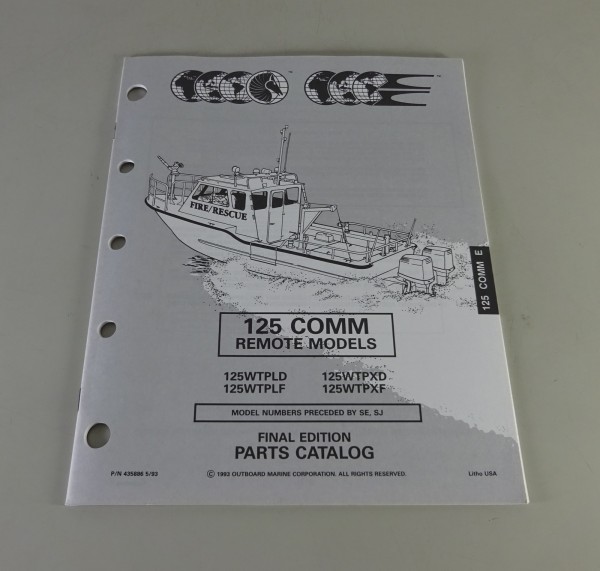 FIRE/RESCUE
125 COMM E
125 COMM
REMOTE MODELS
125WTPLD 125WTPXD
125WTPLF 125WTPXF
MODEL NUMBERS PRECEDED BY SE, SJ
FINAL EDITION
PARTS CATALOG
P/N 435886 5/93 © 1993 OUTBOARD MARINE CORPORATION. ALL RIGHTS RESERVED. Litho USA